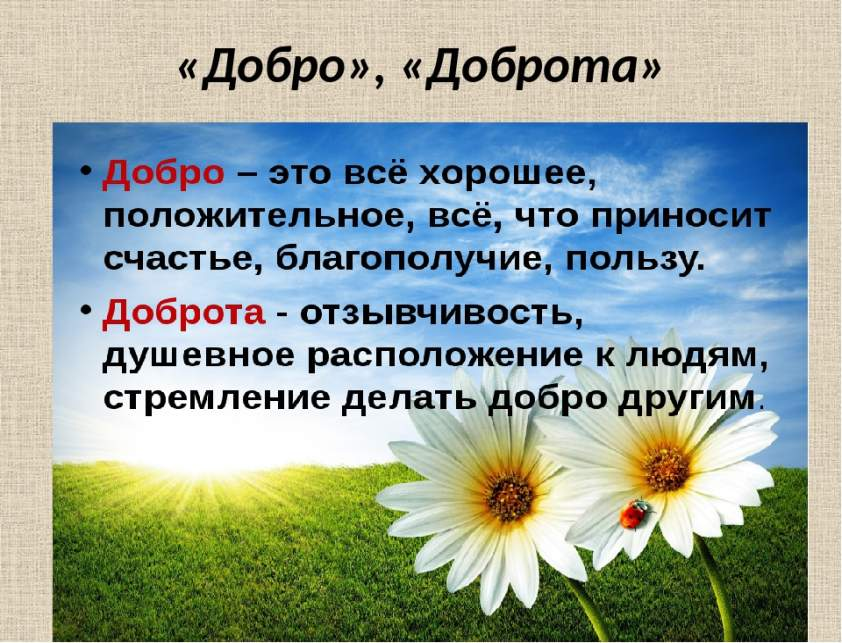 «Добро», «Доброта»
• Добро – это всё хорошее,
положительное, всё, что приносит
счастье, благополучие, пользу.
• Доброта - отзывчивость,
душевное расположение к людям,
стремление делать добро другим.